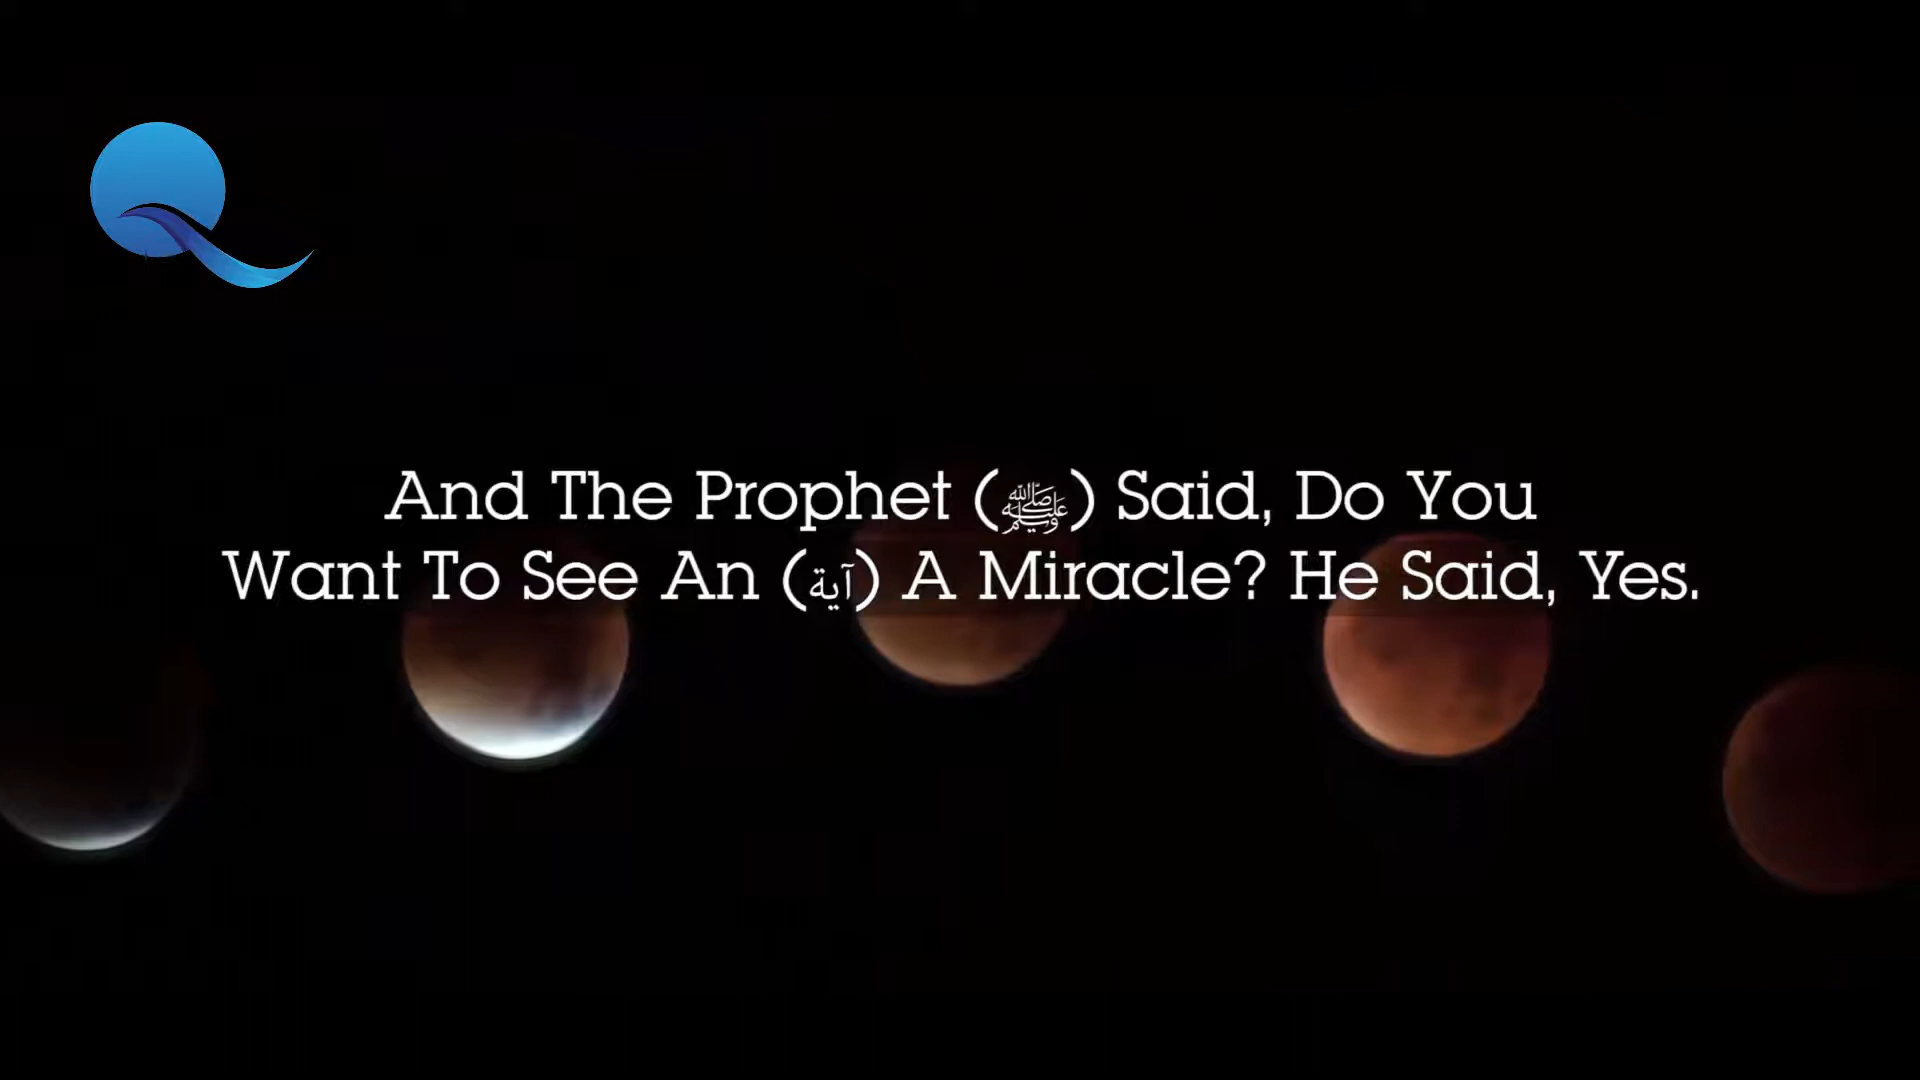 And The Prophet (ﷺ) Said, Do You
Want To See An (آية) A Miracle? He Said, Yes.